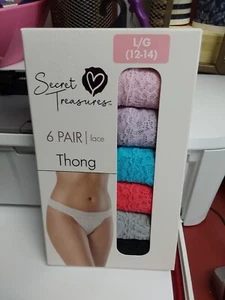 L/G
(12-14)
Secret
Treasures
6 PAIR | lace
Thong